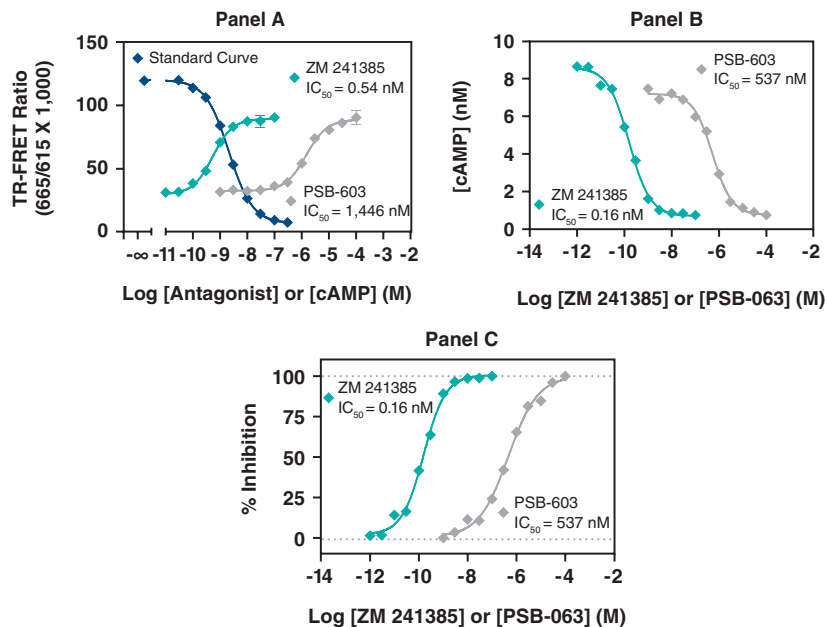 Panel A
TR-FRET Ratio
(665/615 X 1,000)
150
100
50
0
Standard Curve
ZM 241385
IC50 = 0.54 nM
PSB-603
IC50 = 1,446 nM
-∞ -11 -10 -9 -8 -7 -6 -5 -4 -3 -2
Log [Antagonist] or [cAMP] (M)
Panel B
[cAMP]
(nM)
10
8
6
4
2
0
PSB-603
IC50 = 537 nM
ZM 241385
IC50 = 0.16 nM
-14 -12 -10 -8 -6 -4 -2
Log [ZM 241385] or [PSB-063] (M)
Panel C
% Inhibition
100
75
50
25
0
ZM 241385
IC50 = 0.16 nM
PSB-603
IC50 = 537 nM
-14 -12 -10 -8 -6 -4 -2
Log [ZM 241385] or [PSB-063] (M)